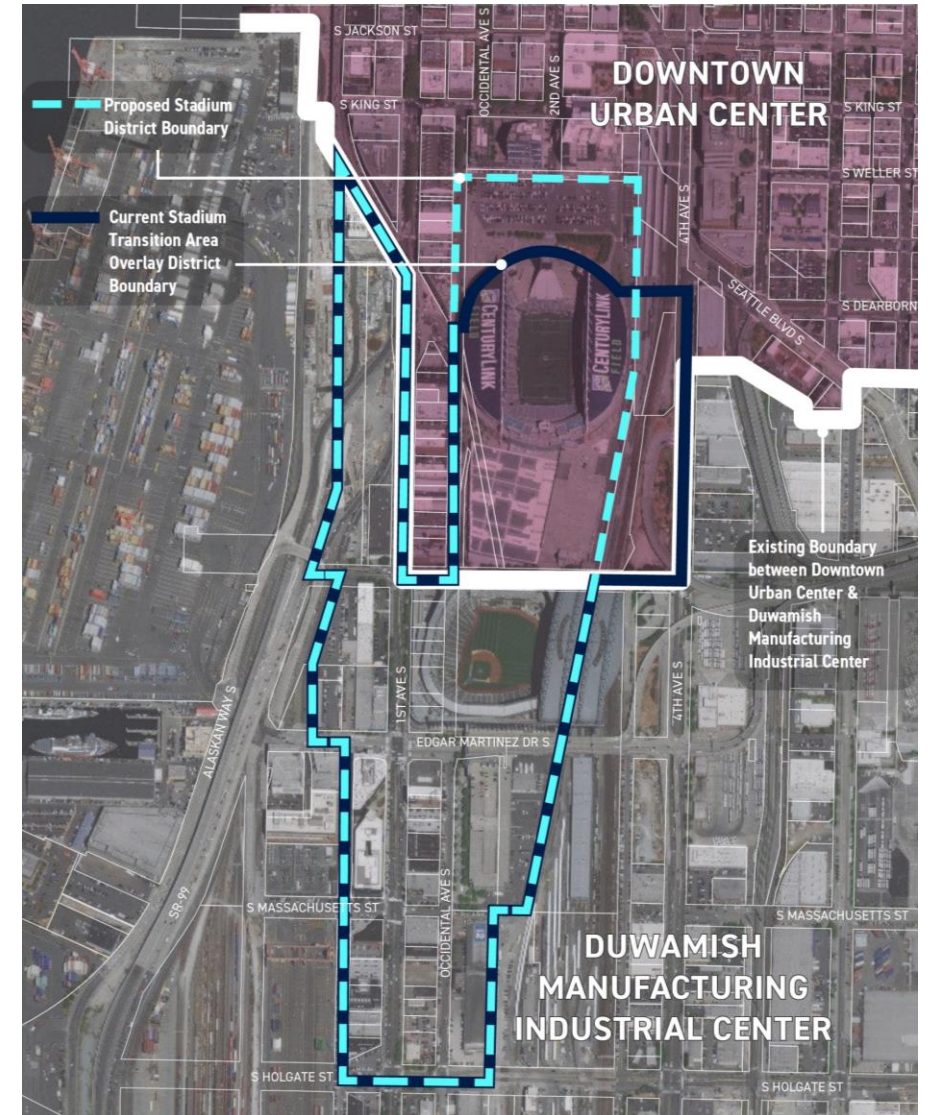 S JACKSON ST
OCCIDENTAL AVE S
2ND AVE S
DOWNTOWN
URBAN CENTER
Proposed Stadium
District Boundary
S KING ST
S KING ST
S WELLER ST
4TH AVE S
Current Stadium
Transition Area
Overlay District
Boundary
SEATTLE BLVD S
S DEARBORN
CENTURYLINK
FIELD
CENTURYLINK
FIELD
Existing Boundary
between Downtown
Urban Center &
Duwamish
Manufacturing
Industrial Center
1ST AVE S
4TH AVE S
ALASKAN WAY S
EDGAR MARTINEZ DR S
OCCIDENTAL AVE S
SR-99
S MASSACHUSETTS ST
S MASSACHUSETTS ST
DUWAMISH
MANUFACTURING
INDUSTRIAL CENTER
S HOLGATE ST
S HOLGATE ST